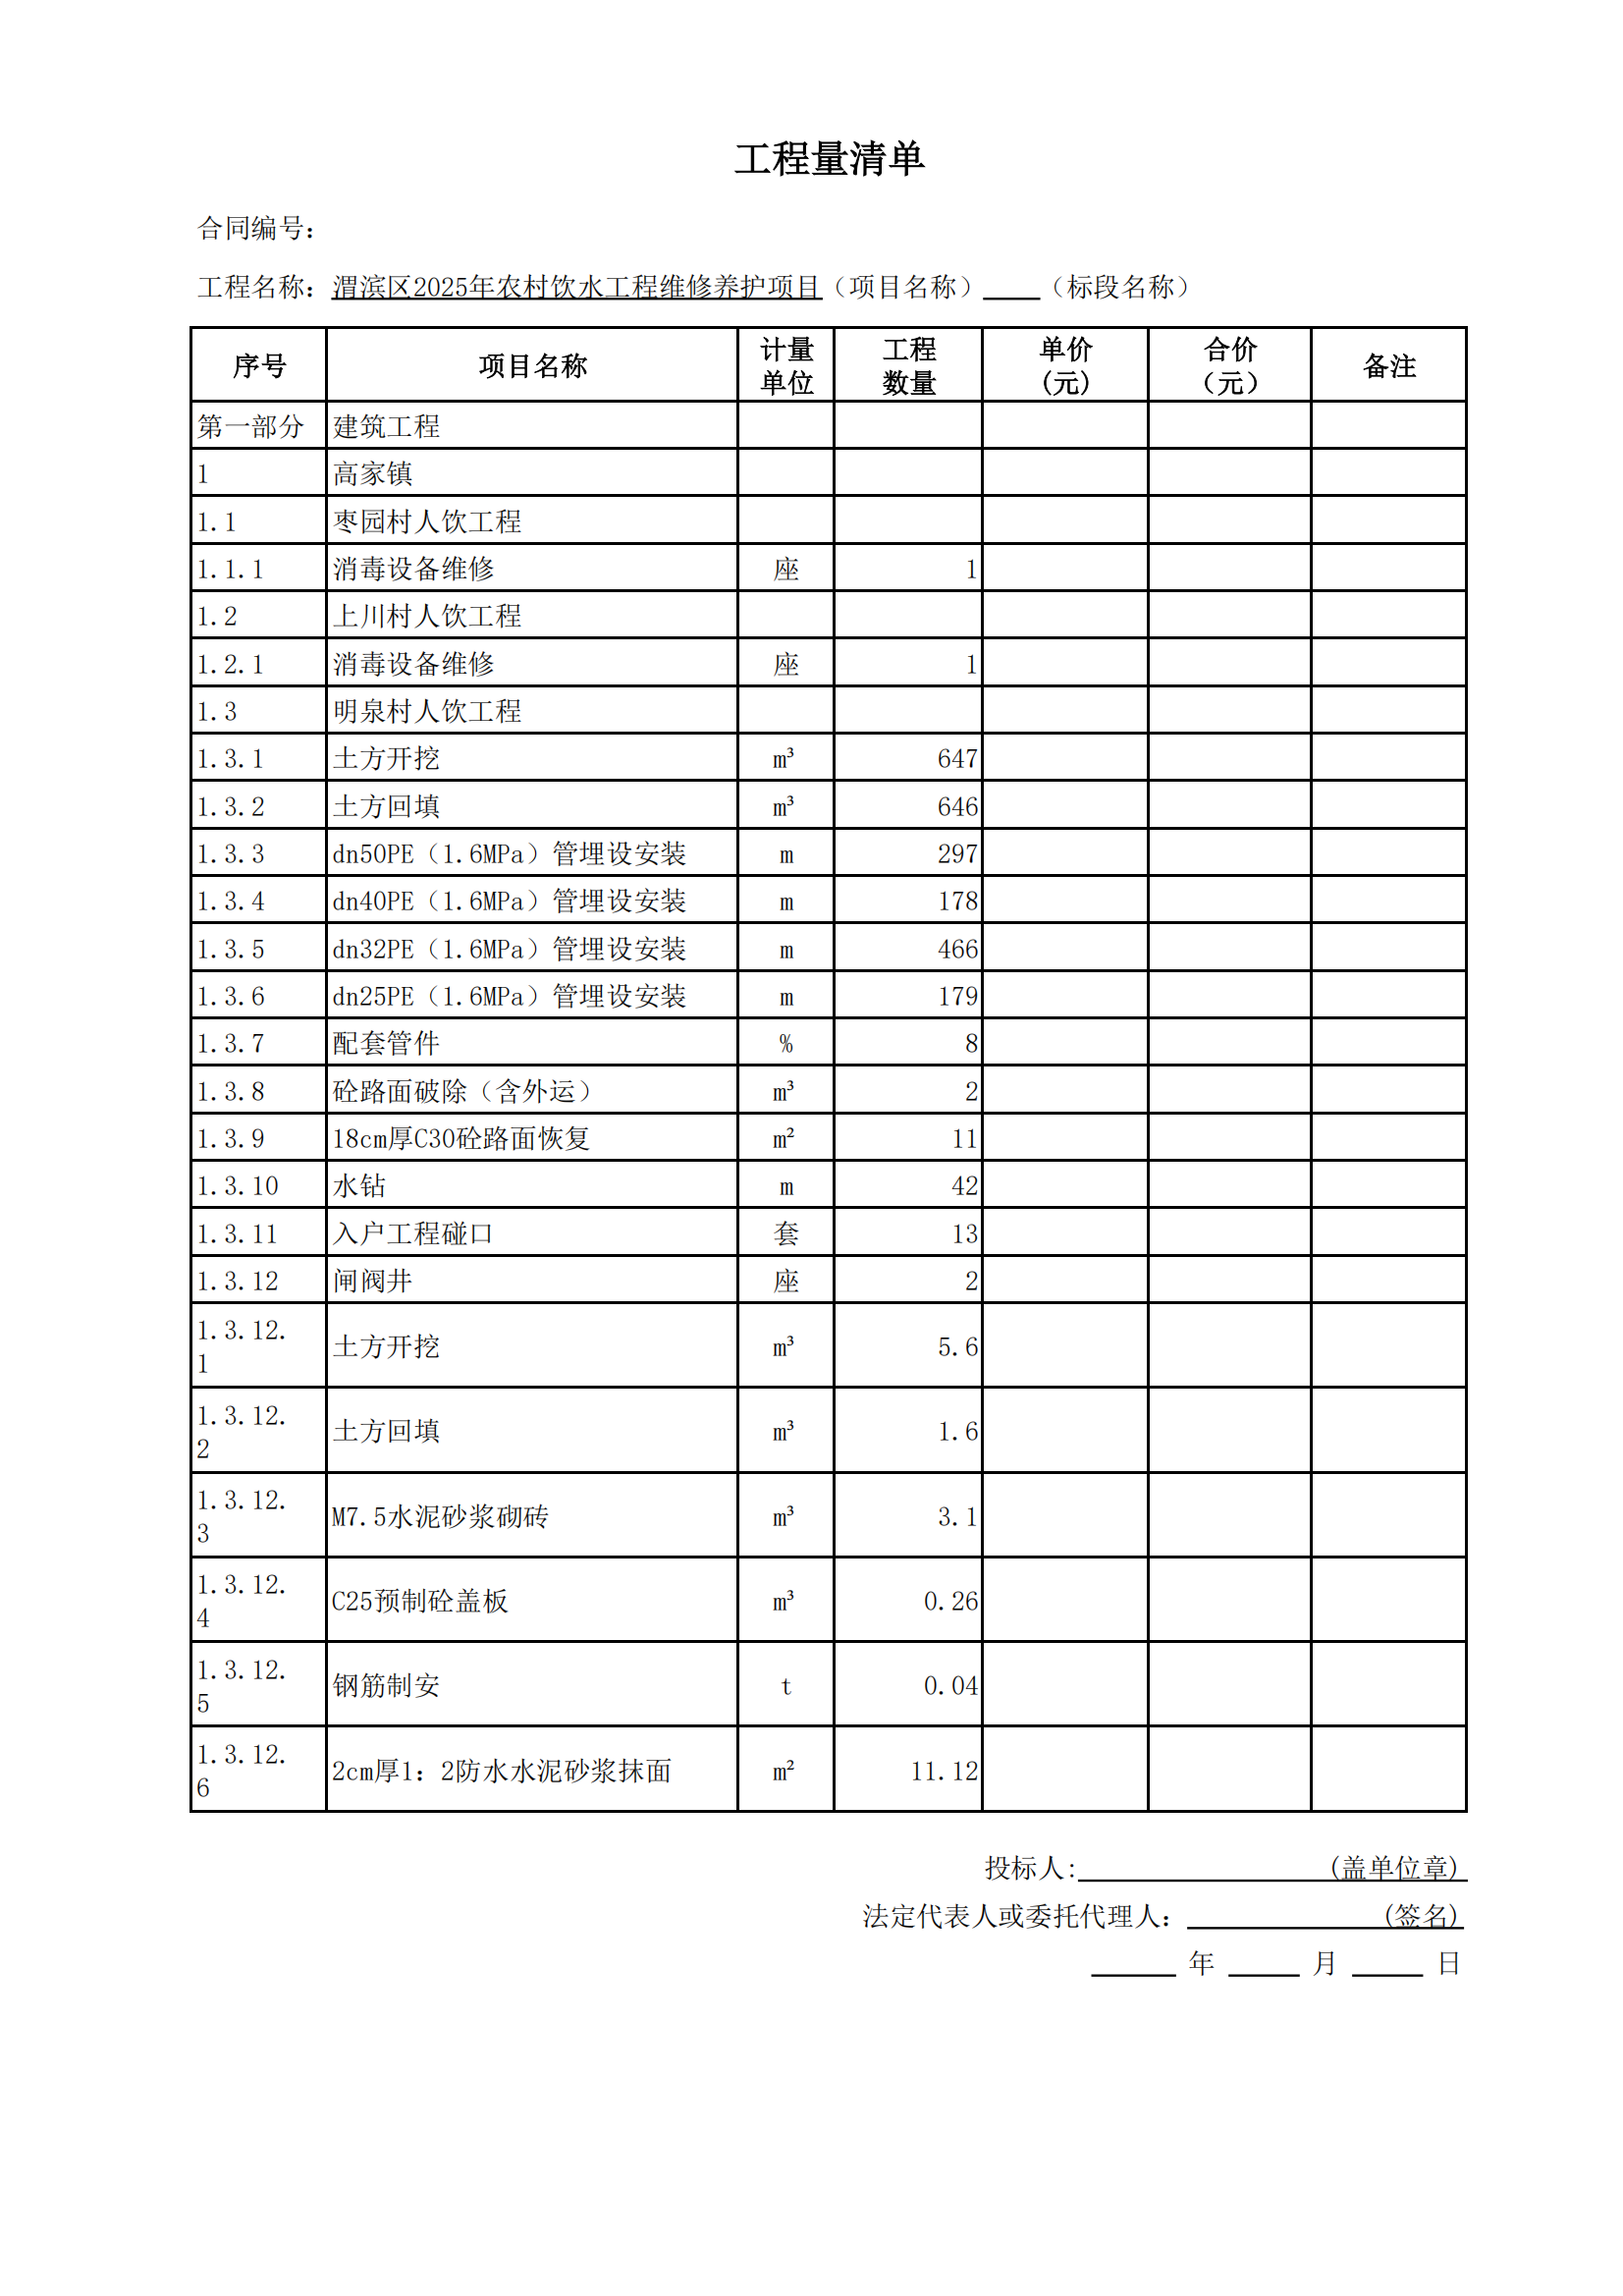 工程量清单
合同编号：
工程名称：渭滨区2025年农村饮水工程维修养护项目（项目名称）____（标段名称）
序号 项目名称 计量单位 工程数量 单价(元) 合价（元） 备注
第一部分 建筑工程
1 高家镇
1.1 枣园村人饮工程
1.1.1 消毒设备维修 座 1
1.2 上川村人饮工程
1.2.1 消毒设备维修 座 1
1.3 明泉村人饮工程
1.3.1 土方开挖 m³ 647
1.3.2 土方回填 m³ 646
1.3.3 dn50PE（1.6MPa）管埋设安装 m 297
1.3.4 dn40PE（1.6MPa）管埋设安装 m 178
1.3.5 dn32PE（1.6MPa）管埋设安装 m 466
1.3.6 dn25PE（1.6MPa）管埋设安装 m 179
1.3.7 配套管件 % 8
1.3.8 砼路面破除（含外运） m³ 2
1.3.9 18cm厚C30砼路面恢复 m² 11
1.3.10 水钻 m 42
1.3.11 入户工程碰口 套 13
1.3.12 闸阀井 座 2
1.3.12.1 土方开挖 m³ 5.6
1.3.12.2 土方回填 m³ 1.6
1.3.12.3 M7.5水泥砂浆砌砖 m³ 3.1
1.3.12.4 C25预制砼盖板 m³ 0.26
1.3.12.5 钢筋制安 t 0.04
1.3.12.6 2cm厚1：2防水水泥砂浆抹面 m² 11.12
投标人:________(盖单位章)
法定代表人或委托代理人：________(签名)
____ 年 ____ 月 ____ 日